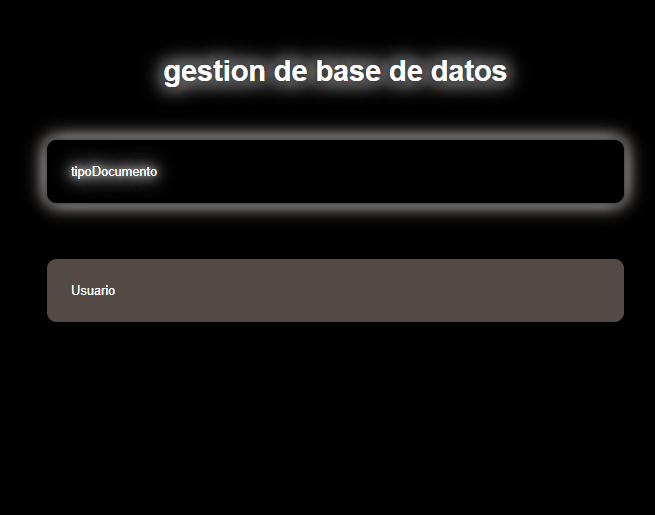 gestion de base de datos
tipoDocumento
Usuario